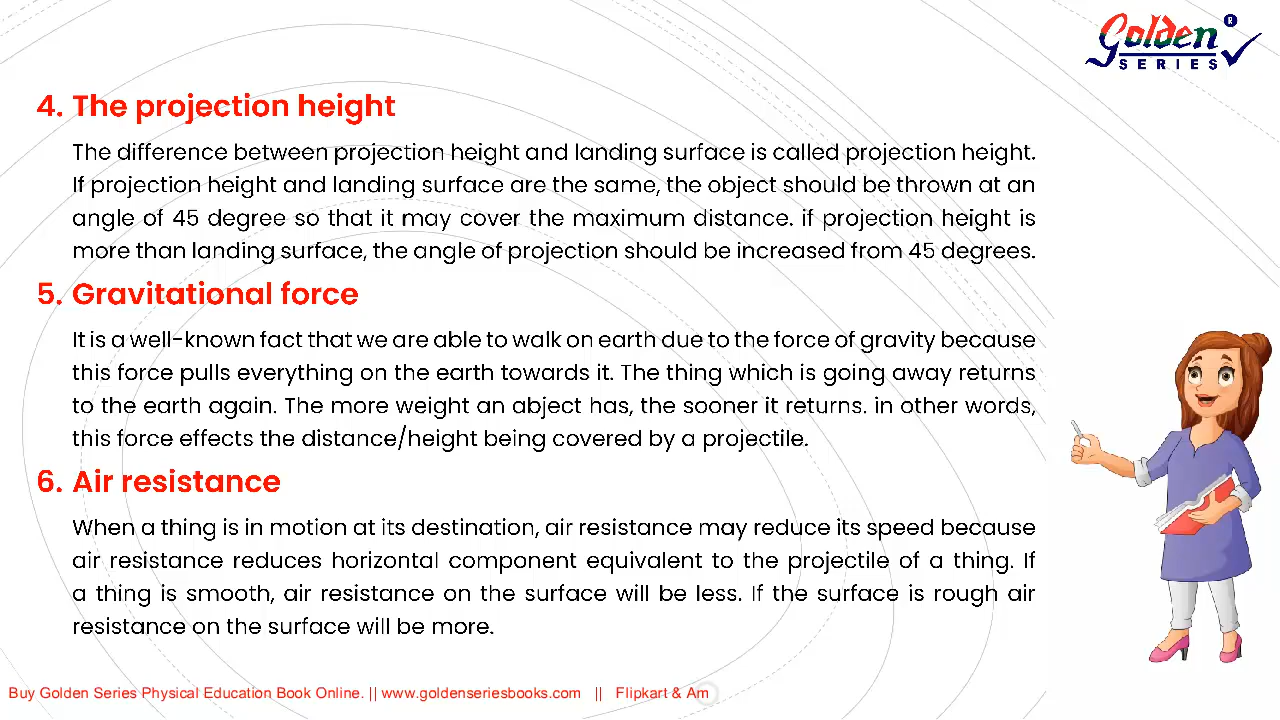 Golden ®
SERIES
4. The projection height
The difference between projection height and landing surface is called projection height.
If projection height and landing surface are the same, the object should be thrown at an
angle of 45 degree so that it may cover the maximum distance. if projection height is
more than landing surface, the angle of projection should be increased from 45 degrees.
5. Gravitational force
It is a well-known fact that we are able to walk on earth due to the force of gravity because
this force pulls everything on the earth towards it. The thing which is going away returns
to the earth again. The more weight an abject has, the sooner it returns. in other words,
this force effects the distance/height being covered by a projectile.
6. Air resistance
When a thing is in motion at its destination, air resistance may reduce its speed because
air resistance reduces horizontal component equivalent to the projectile of a thing. If
a thing is smooth, air resistance on the surface will be less. If the surface is rough air
resistance on the surface will be more.
Buy Golden Series Physical Education Book Online. || www.goldenseriesbooks.com || Flipkart & Am